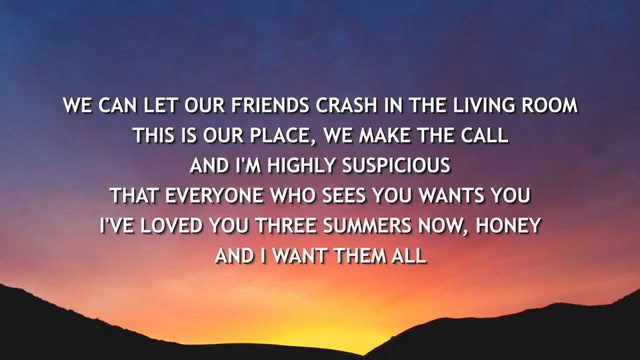 WE CAN LET OUR FRIENDS CRASH IN THE LIVING ROOM
THIS IS OUR PLACE, WE MAKE THE CALL
AND I'M HIGHLY SUSPICIOUS
THAT EVERYONE WHO SEES YOU WANTS YOU
I'VE LOVED YOU THREE SUMMERS NOW, HONEY
AND I WANT THEM ALL